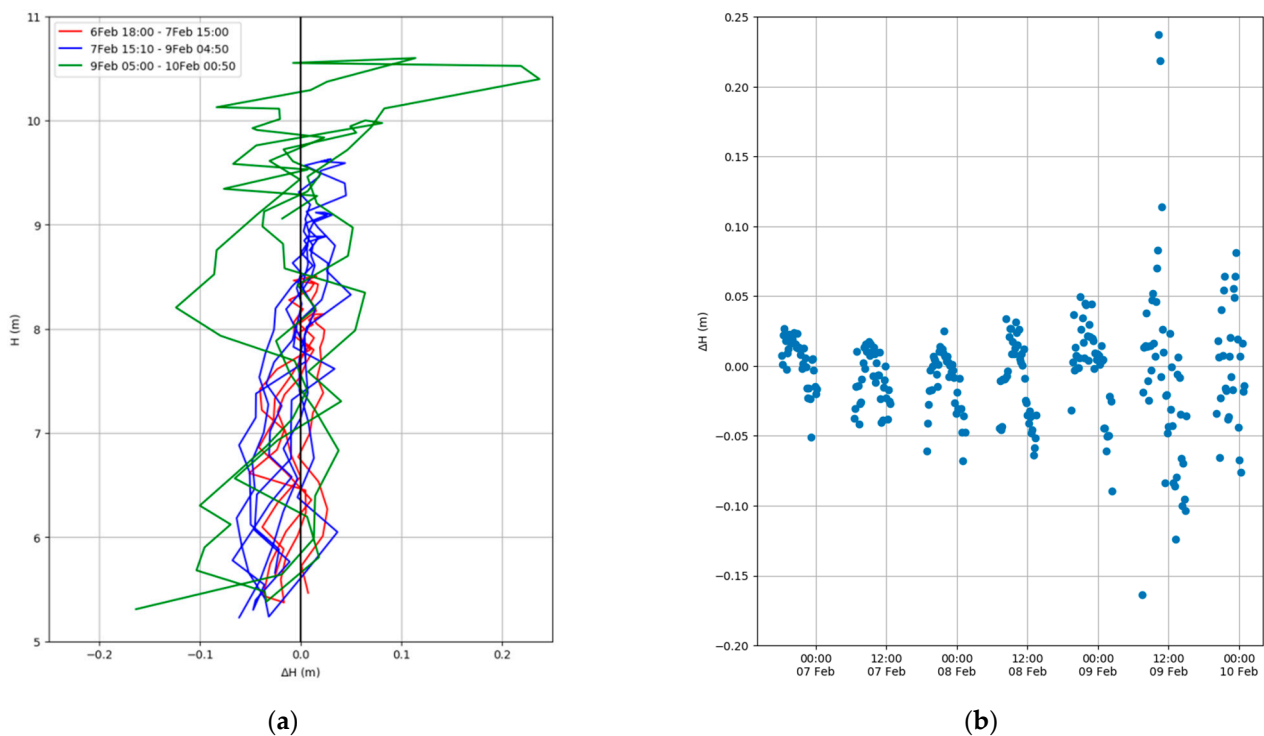 6Feb 18:00 - 7Feb 15:00
7Feb 15:10 - 9Feb 04:50
9Feb 05:00 - 10Feb 00:50
11
10
9
8
7
6
5
H (m)
−0.2 −0.1 0.0 0.1 0.2
ΔH (m)
(a)
0.25
0.20
0.15
0.10
0.05
0.00
−0.05
−0.10
−0.15
−0.20
ΔH (m)
00:00 12:00 00:00 12:00 00:00 12:00 00:00
07 Feb 07 Feb 08 Feb 08 Feb 09 Feb 09 Feb 10 Feb
(b)